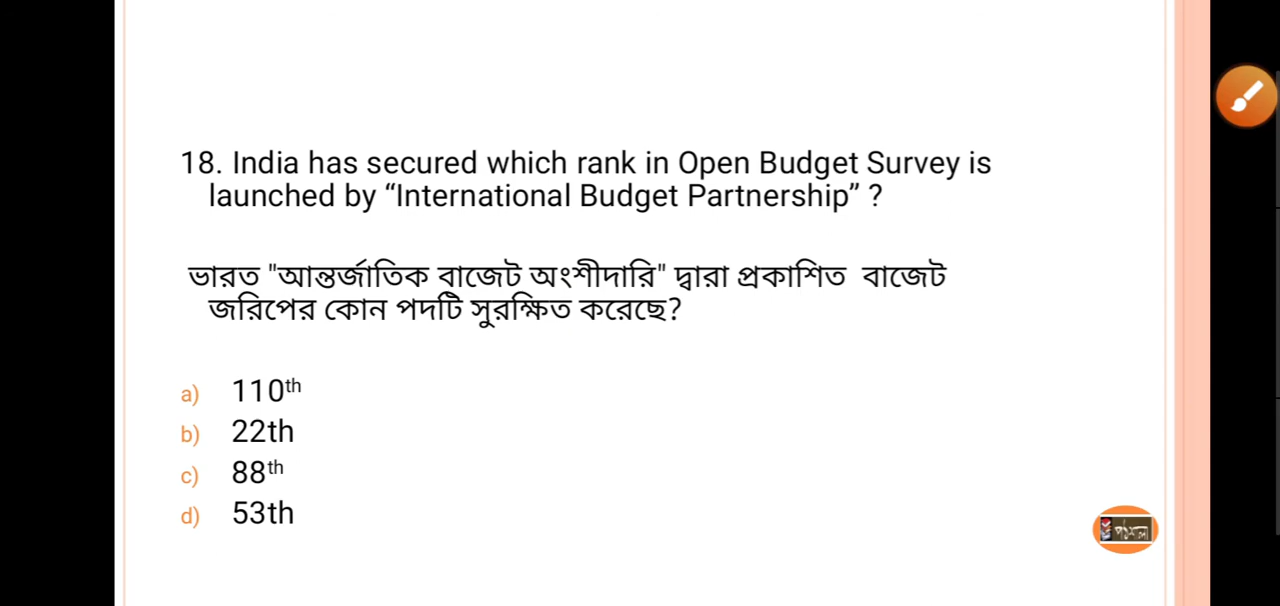 18. India has secured which rank in Open Budget Survey is
launched by “International Budget Partnership” ?
ভারত "আন্তর্জাতিক বাজেট অংশীদারি" দ্বারা প্রকাশিত বাজেট
জরিপের কোন পদটি সুরক্ষিত করেছে?
a) 110th
b) 22th
c) 88th
d) 53th
পাঠশালা